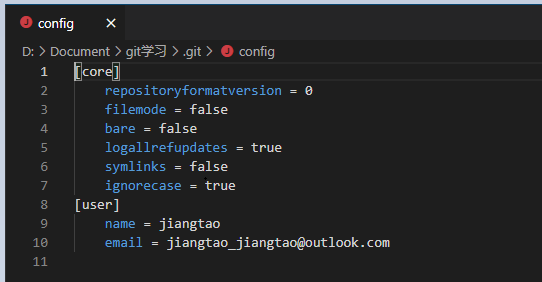 config
D: > Document > git学习 > .git > config
1 [core]
2 repositoryformatversion = 0
3 filemode = false
4 bare = false
5 logallrefupdates = true
6 symlinks = false
7 ignorecase = true
8 [user]
9 name = jiangtao
10 email = jiangtao_jiangtao@outlook.com
11